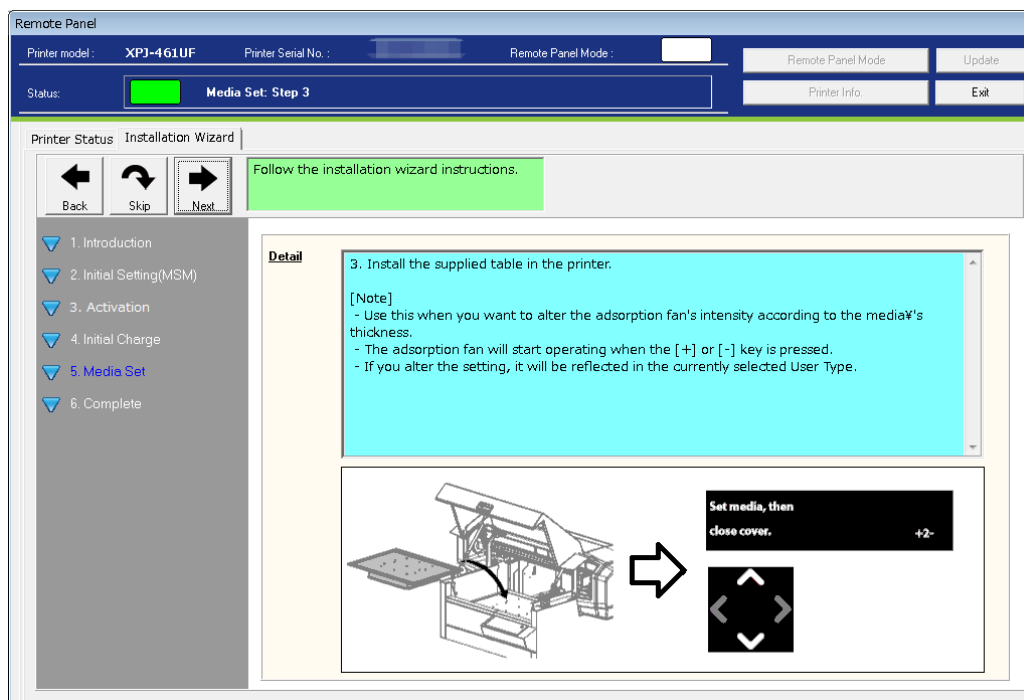 Remote Panel
Printer model :
XPJ-461UF
Printer Serial No. :
Remote Panel Mode :
Remote Panel Mode
Update
Status:
Media Set: Step 3
Printer Info.
Exit
Printer Status
Installation Wizard
Back
Skip
Next
Follow the installation wizard instructions.
1. Introduction
2. Initial Setting(MSM)
3. Activation
4. Initial Charge
5. Media Set
6. Complete
Detail
3. Install the supplied table in the printer.
[Note]
- Use this when you want to alter the adsorption fan's intensity according to the media¥'s
thickness.
- The adsorption fan will start operating when the [+] or [-] key is pressed.
- If you alter the setting, it will be reflected in the currently selected User Type.
Set media, then
close cover.
+2-